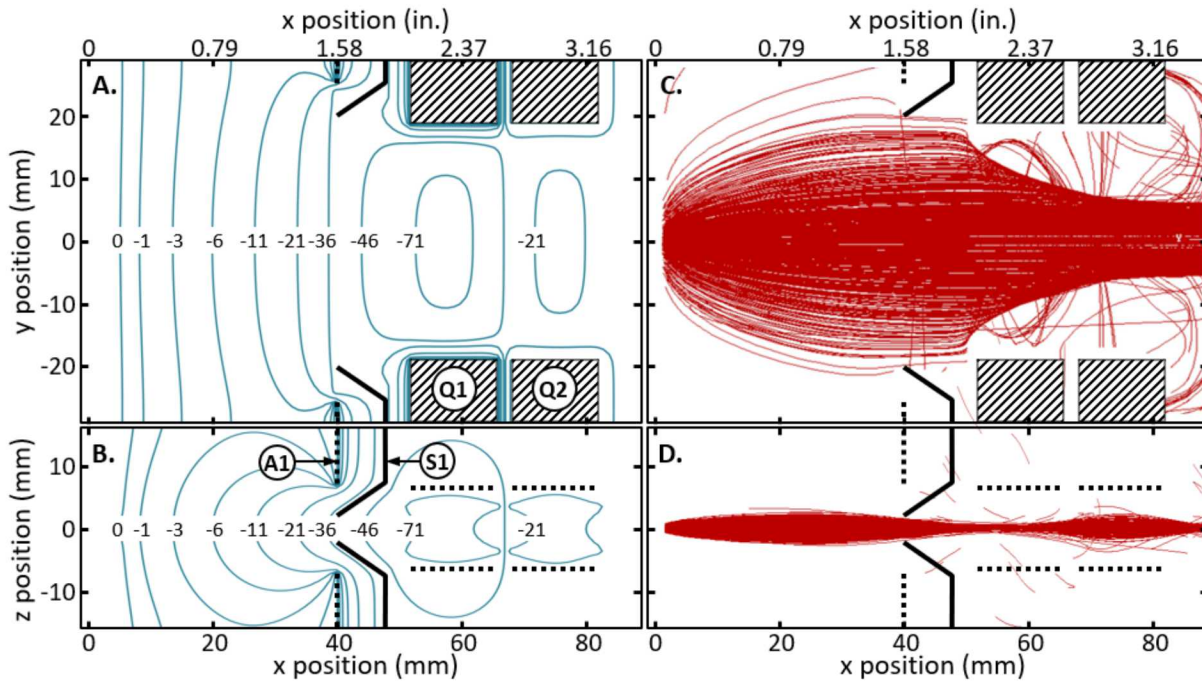 x position (in.)
x position (in.)
0 0.79 1.58 2.37 3.16
0 0.79 1.58 2.37 3.16
A.
C.
20
10
0
-10
-20
y position (mm)
0 -1 -3 -6 -11 -21 -36 -46 -71 -21
Q1
Q2
B.
D.
10
0
-10
z position (mm)
A1
S1
0 -1 -3 -6 -11 -21 -36 -46 -71 -21
0 20 40 60 80
0 20 40 60 80
x position (mm)
x position (mm)